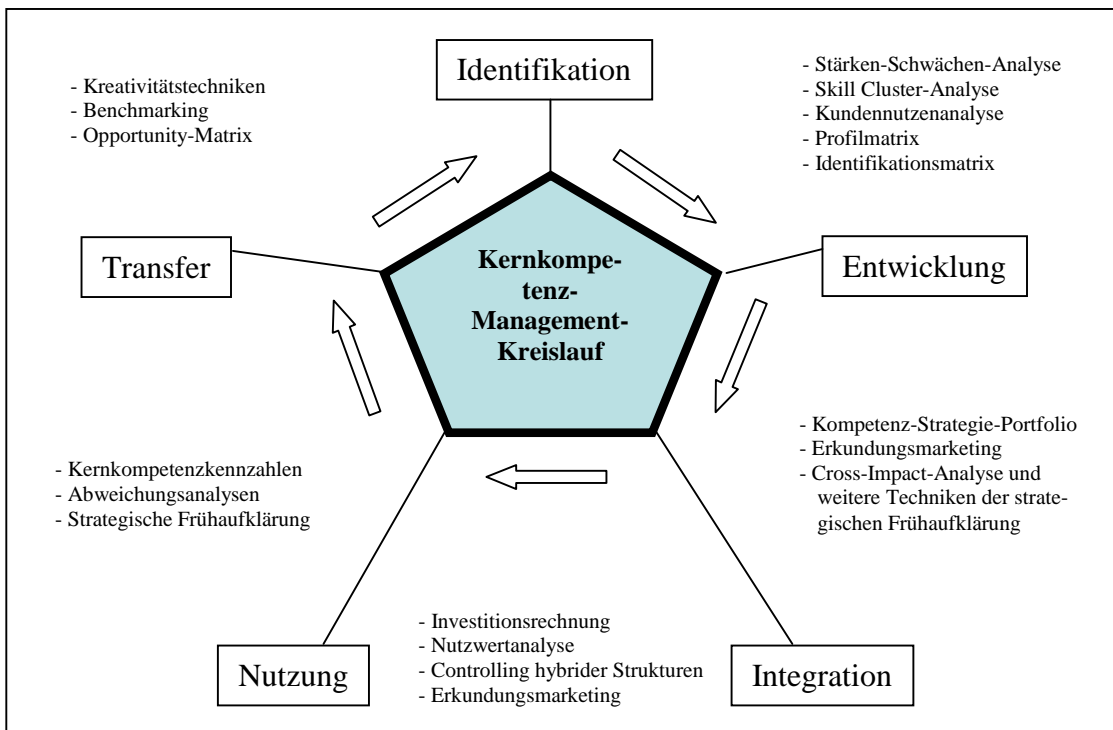 Identifikation
- Kreativitätstechniken
- Benchmarking
- Opportunity-Matrix
- Stärken-Schwächen-Analyse
- Skill Cluster-Analyse
- Kundennutzenanalyse
- Profilmatrix
- Identifikationsmatrix
Transfer
Kernkompe-
tenz-
Management-
Kreislauf
Entwicklung
- Kernkompetenzkennzahlen
- Abweichungsanalysen
- Strategische Frühaufklärung
- Kompetenz-Strategie-Portfolio
- Erkundungsmarketing
- Cross-Impact-Analyse und
weitere Techniken der strate-
gischen Frühaufklärung
Nutzung
- Investitionsrechnung
- Nutzwertanalyse
- Controlling hybrider Strukturen
- Erkundungsmarketing
Integration